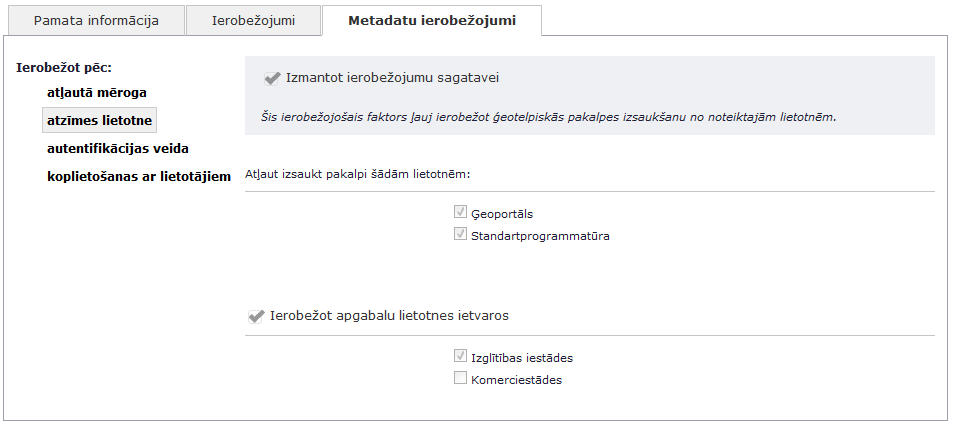 Pamata informācija
Ierobežojumi
Metadatu ierobežojumi
Ierobežot pēc:
atļautā mēroga
atzīmes lietotne
autentifikācijas veida
koplietošanas ar lietotājiem
Izmantot ierobežojumu sagatavei
Šis ierobežojošais faktors ļauj ierobežot ģeotelpiskās pakalpes izsaukšanu no noteiktajām lietotnēm.
Atļaut izsaukt pakalpi šādām lietotnēm:
Ģeoportāls
Standartprogrammatūra
Ierobežot apgabalu lietotnes ietvaros
Izglītības iestādes
Komerciestādes